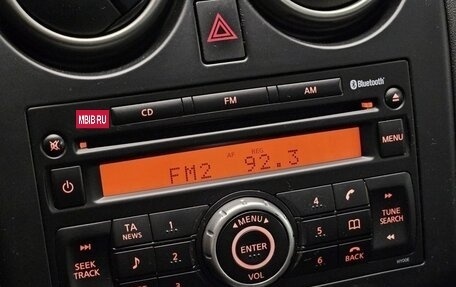 Bluetooth
CD FM AM
MBIB.RU
MENU
AF REG
FM2 92.3
TA NEWS
1
4
MENU
2
5
ENTER
TUNE SEARCH
SEEK TRACK
3
6
BACK
VOL